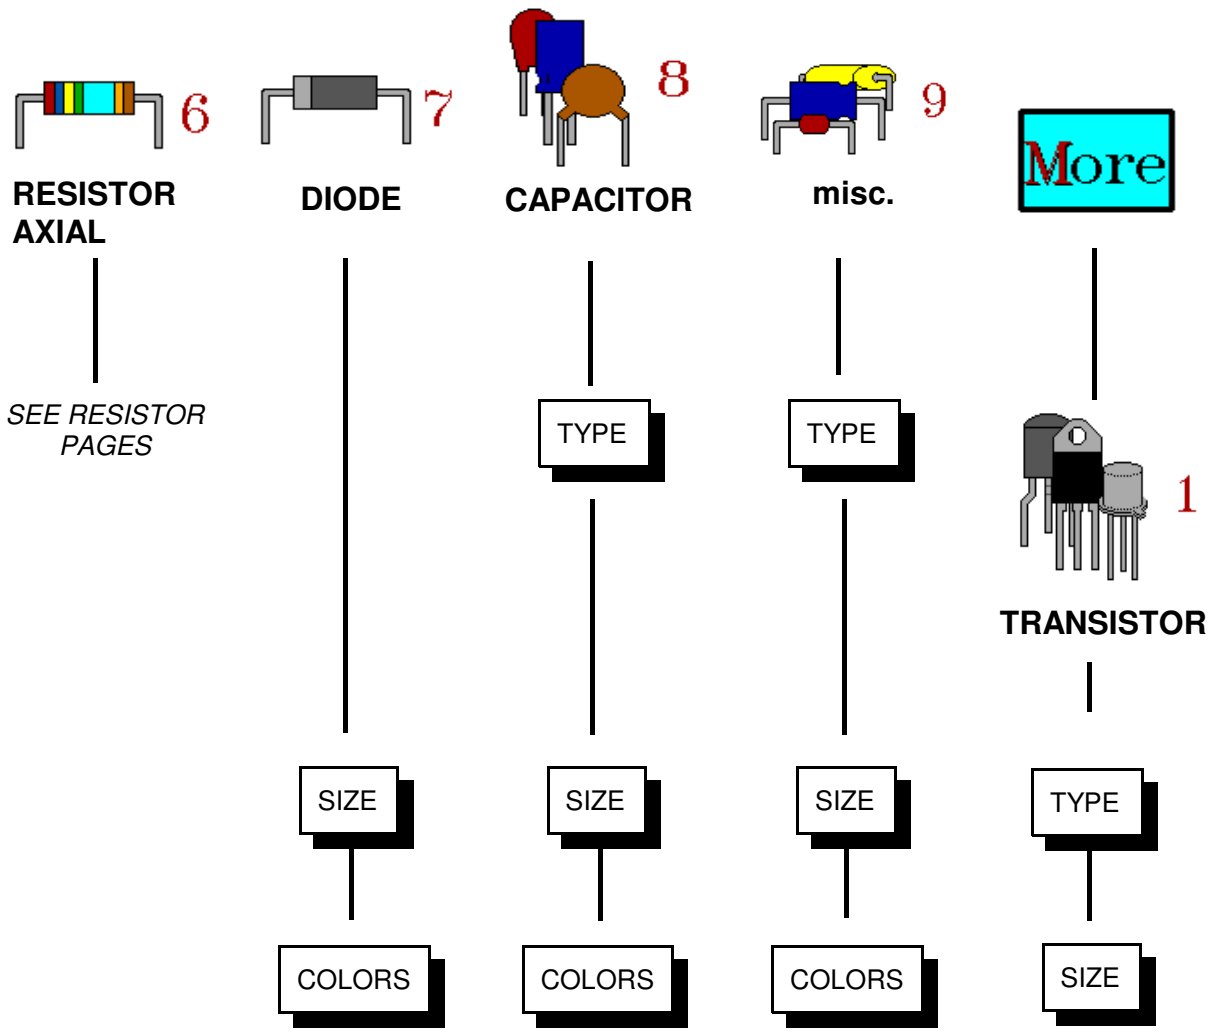 6
7
8
9
More
RESISTOR
AXIAL
DIODE
CAPACITOR
misc.
SEE RESISTOR
PAGES
TYPE
TYPE
1
TRANSISTOR
SIZE
SIZE
SIZE
TYPE
COLORS
COLORS
COLORS
SIZE